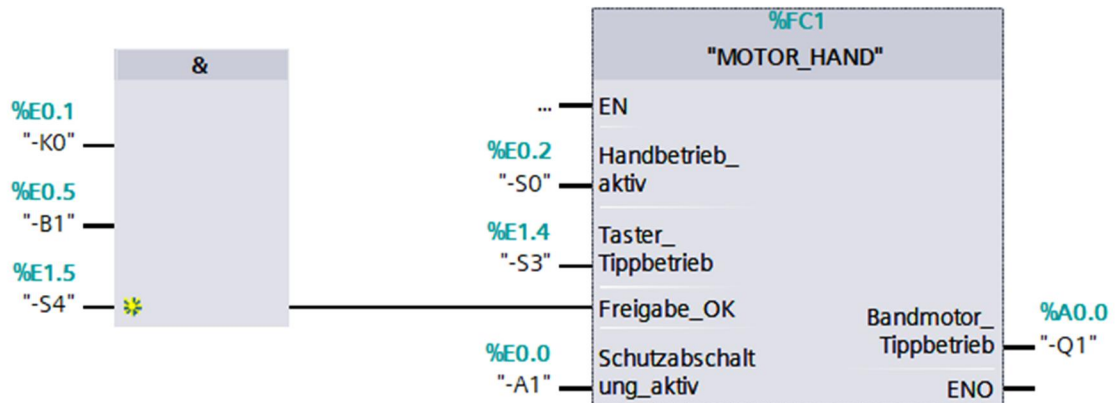 &
%E0.1
"-K0"
%E0.5
"-B1"
%E1.5
"-S4"
%FC1
"MOTOR_HAND"
... EN
%E0.2
"-S0"
Handbetrieb_
aktiv
%E1.4
"-S3"
Taster_
Tippbetrieb
Freigabe_OK
%E0.0
"-A1"
Schutzabschalt
ung_aktiv
Bandmotor_
Tippbetrieb
%A0.0
"-Q1"
ENO